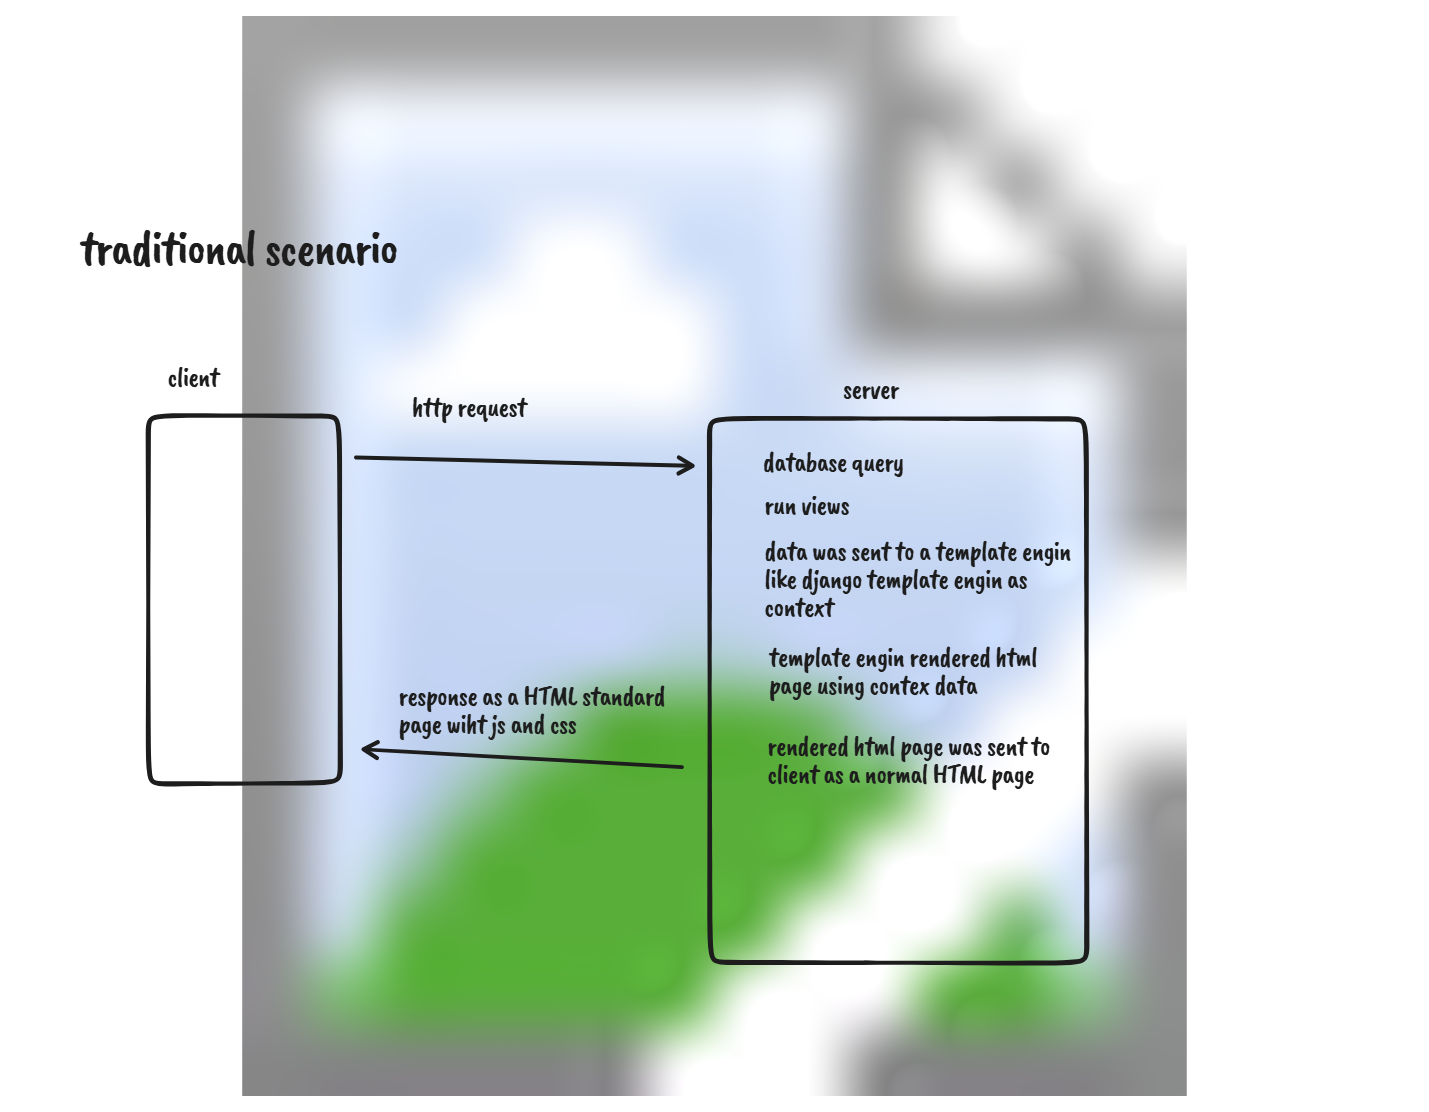 traditional scenario
client
http request
server
database query
run views
data was sent to a template engin
like django template engin as
context
template engin rendered html
page using contex data
response as a HTML standard
page wiht js and css
rendered html page was sent to
client as a normal HTML page